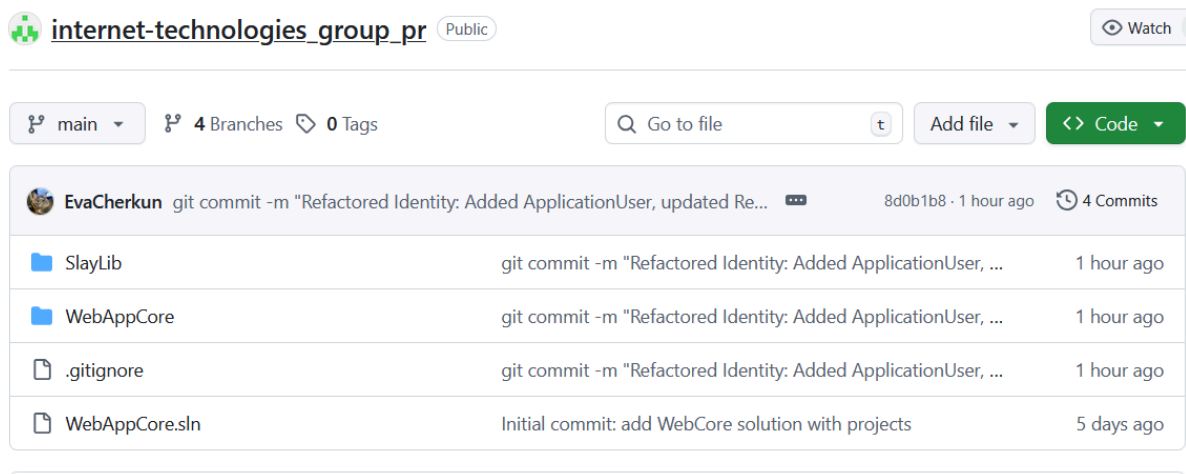 internet-technologies_group_pr Public Watch
main 4 Branches 0 Tags Go to file t Add file Code
EvaCherkun git commit -m "Refactored Identity: Added ApplicationUser, updated Re... 8d0b1b8 · 1 hour ago 4 Commits
SlayLib git commit -m "Refactored Identity: Added ApplicationUser, ... 1 hour ago
WebAppCore git commit -m "Refactored Identity: Added ApplicationUser, ... 1 hour ago
.gitignore git commit -m "Refactored Identity: Added ApplicationUser, ... 1 hour ago
WebAppCore.sln Initial commit: add WebCore solution with projects 5 days ago